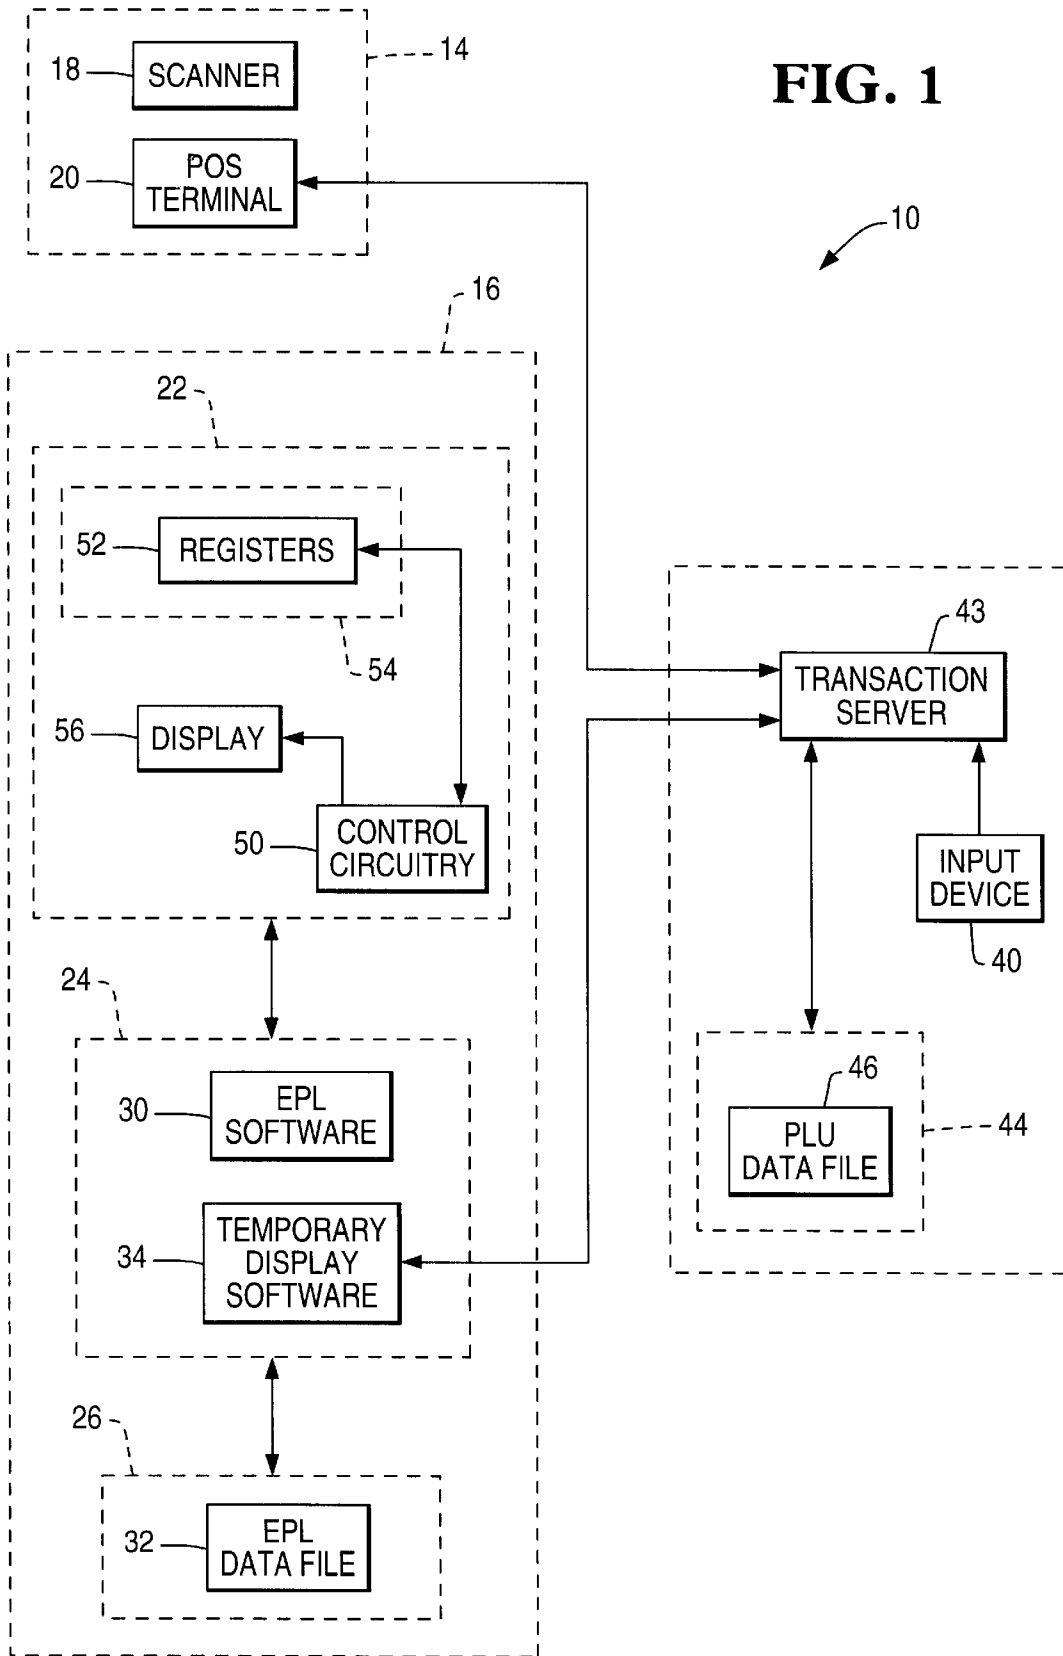 FIG. 1
14
18
SCANNER
20
POS
TERMINAL
10
16
22
52
REGISTERS
54
43
TRANSACTION
SERVER
56
DISPLAY
50
CONTROL
CIRCUITRY
INPUT
DEVICE
40
24
30
EPL
SOFTWARE
46
PLU
DATA FILE
44
34
TEMPORARY
DISPLAY
SOFTWARE
26
32
EPL
DATA FILE